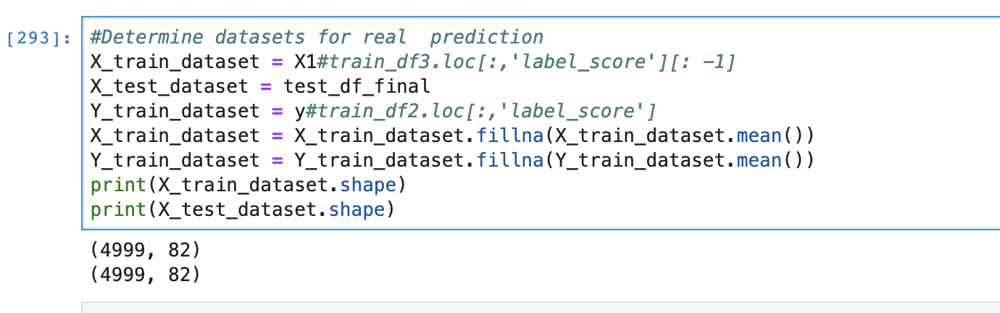 [293]: #Determine datasets for real  prediction
X_train_dataset = X1#train_df3.loc[:,'label_score'][: -1]
X_test_dataset = test_df_final
Y_train_dataset = y#train_df2.loc[:,'label_score']
X_train_dataset = X_train_dataset.fillna(X_train_dataset.mean())
Y_train_dataset = Y_train_dataset.fillna(Y_train_dataset.mean())
print(X_train_dataset.shape)
print(X_test_dataset.shape)
(4999, 82)
(4999, 82)